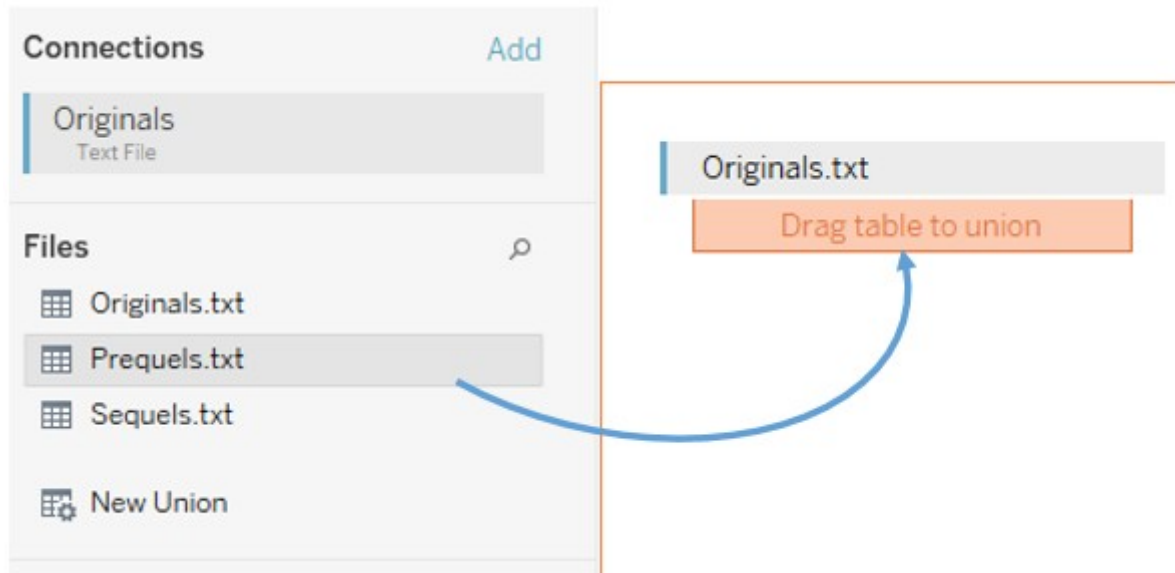 Connections
Add
Originals
Text File
Files
Originals.txt
Prequels.txt
Sequels.txt
New Union
Originals.txt
Drag table to union